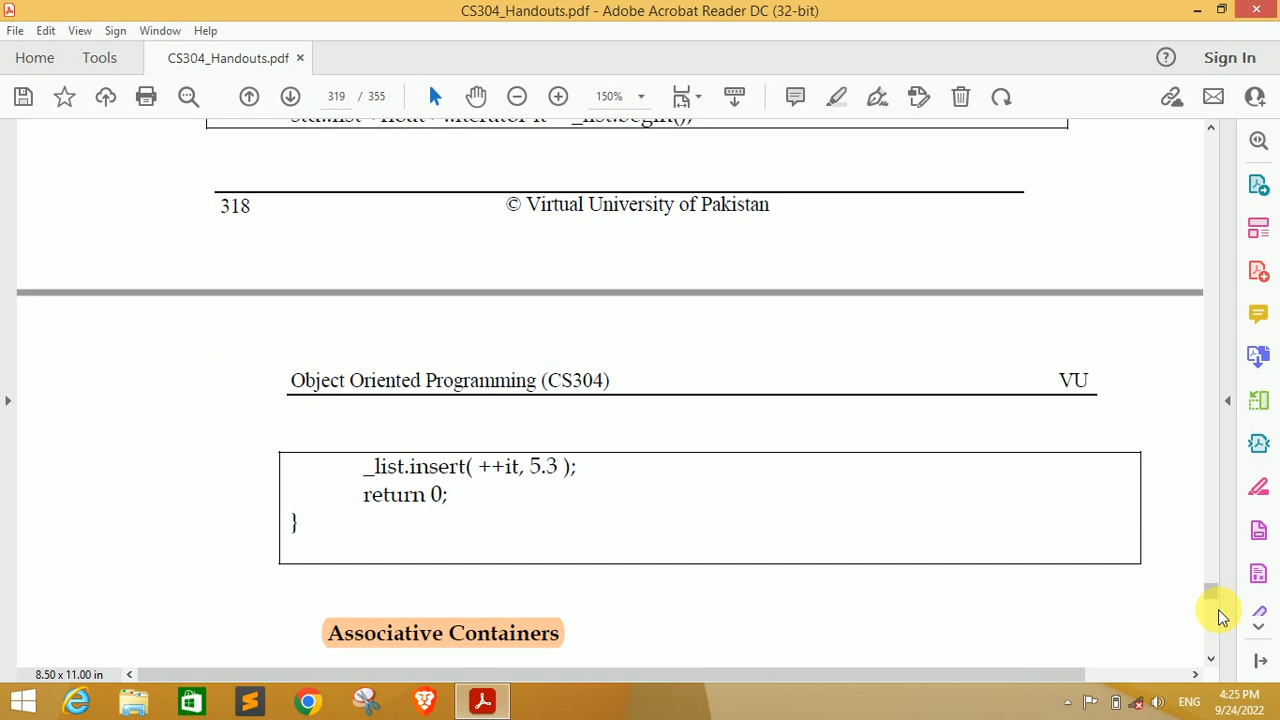 CS304_Handouts.pdf - Adobe Acrobat Reader DC (32-bit)
File Edit View Sign Window Help
Home Tools CS304_Handouts.pdf × Sign In
319 / 355 150%
318 © Virtual University of Pakistan
Object Oriented Programming (CS304) VU
_list.insert( ++it, 5.3 );
return 0;
}
Associative Containers
8.50 x 11.00 in
ENG 4:25 PM
9/24/2022